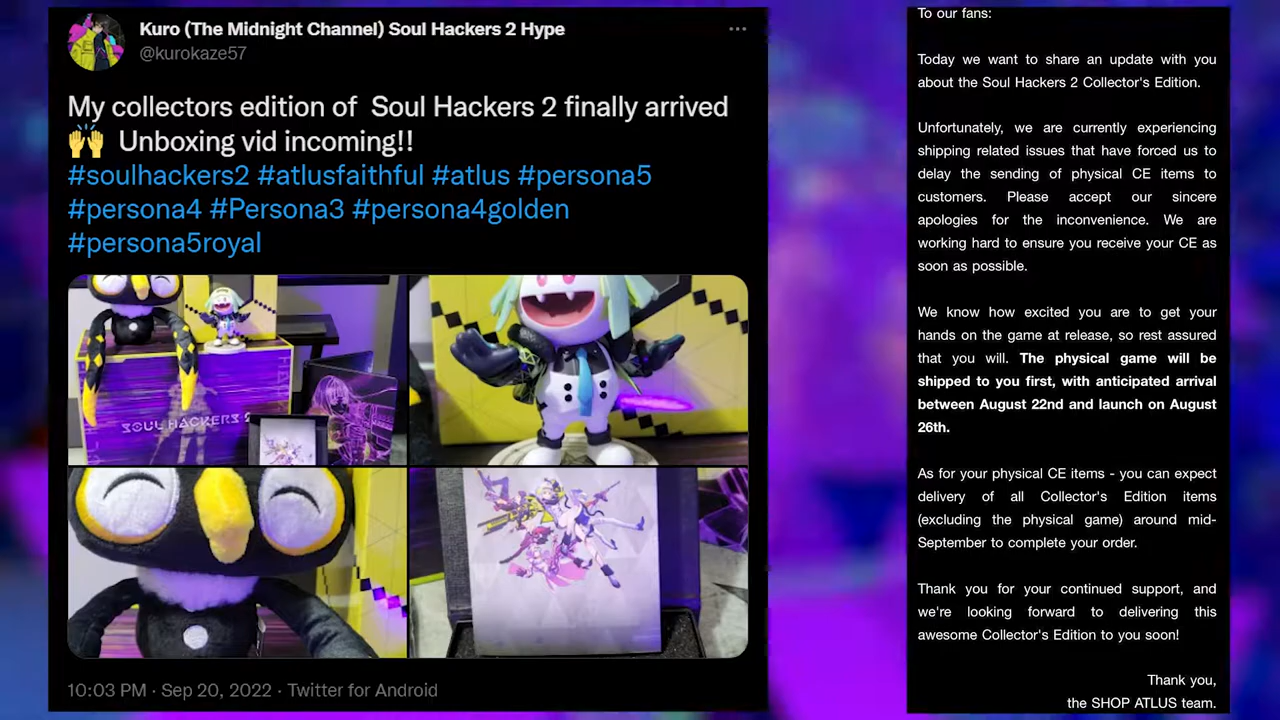 Kuro (The Midnight Channel) Soul Hackers 2 Hype
@kurokaze57
My collectors edition of Soul Hackers 2 finally arrived
🙌 Unboxing vid incoming!!
#soulhackers2 #atlusfaithful #atlus #persona5
#persona4 #Persona3 #persona4golden
#persona5royal
SOUL HACKERS 2
10:03 PM · Sep 20, 2022 · Twitter for Android
To our fans:
Today we want to share an update with you
about the Soul Hackers 2 Collector's Edition.
Unfortunately, we are currently experiencing
shipping related issues that have forced us to
delay the sending of physical CE items to
customers. Please accept our sincere
apologies for the inconvenience. We are
working hard to ensure you receive your CE as
soon as possible.
We know how excited you are to get your
hands on the game at release, so rest assured
that you will. The physical game will be
shipped to you first, with anticipated arrival
between August 22nd and launch on August
26th.
As for your physical CE items - you can expect
delivery of all Collector's Edition items
(excluding the physical game) around mid-
September to complete your order.
Thank you for your continued support, and
we're looking forward to delivering this
awesome Collector's Edition to you soon!
Thank you,
the SHOP ATLUS team.